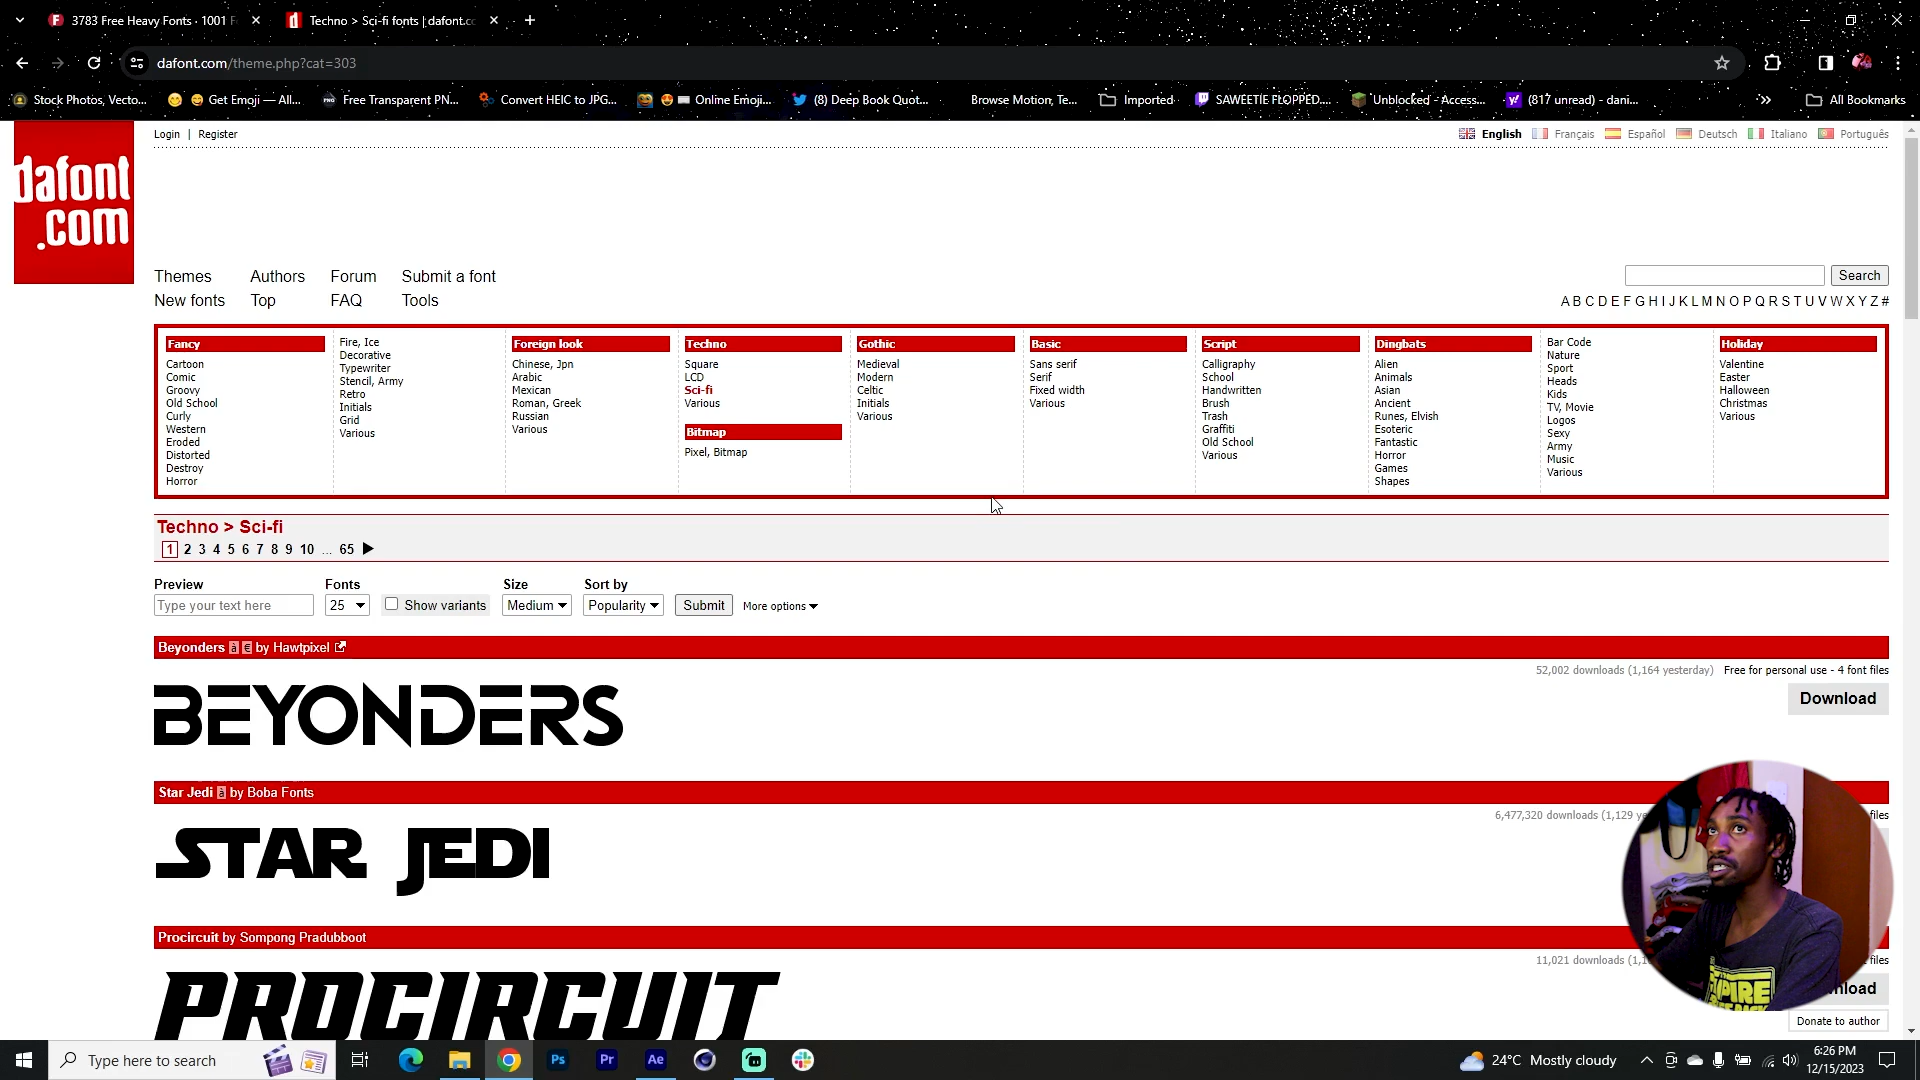 3783 Free Heavy Fonts · 1001 F
Techno > Sci-fi fonts | dafont.co
dafont.com/theme.php?cat=303
Stock Photos, Vecto...
Get Emoji — All...
Free Transparent PN...
Convert HEIC to JPG...
Online Emoji...
(8) Deep Book Quot...
Browse Motion, Te...
Imported
SAWEETIE FLOPPED....
Unblocked - Access...
(817 unread) - dani...
All Bookmarks
dafont
.com
Login | Register
English Français Español Deutsch Italiano Português
Themes Authors Forum Submit a font
New fonts Top FAQ Tools
Search
A B C D E F G H I J K L M N O P Q R S T U V W X Y Z #
Fancy
Cartoon
Comic
Groovy
Old School
Curly
Western
Eroded
Distorted
Destroy
Horror
Fire, Ice
Decorative
Typewriter
Stencil, Army
Retro
Initials
Grid
Various
Foreign look
Chinese, Jpn
Arabic
Mexican
Roman, Greek
Russian
Various
Techno
Square
LCD
Sci-fi
Various
Bitmap
Pixel, Bitmap
Gothic
Medieval
Modern
Celtic
Initials
Various
Basic
Sans serif
Serif
Fixed width
Various
Script
Calligraphy
School
Handwritten
Brush
Trash
Graffiti
Old School
Various
Dingbats
Alien
Animals
Asian
Ancient
Runes, Elvish
Esoteric
Fantastic
Horror
Games
Shapes
Bar Code
Nature
Sport
Heads
Kids
TV, Movie
Logos
Sexy
Army
Music
Various
Holiday
Valentine
Easter
Halloween
Christmas
Various
Techno > Sci-fi
1 2 3 4 5 6 7 8 9 10 ... 65
Preview Fonts Size Sort by
Type your text here 25 Show variants Medium Popularity Submit More options
Beyonders à € by Hawtpixel
52,002 downloads (1,164 yesterday) Free for personal use - 4 font files
BEYONDERS
Download
Star Jedi à by Boba Fonts
6,477,320 downloads (1,129 ye
files
STAR JEDI
Procircuit by Sompong Pradubboot
11,021 downloads (1,1
files
PROCIRCUIT
nload
Donate to author
EMPIRE
Type here to search
Ps
Pr
Ae
24°C Mostly cloudy
6:26 PM
12/15/2023